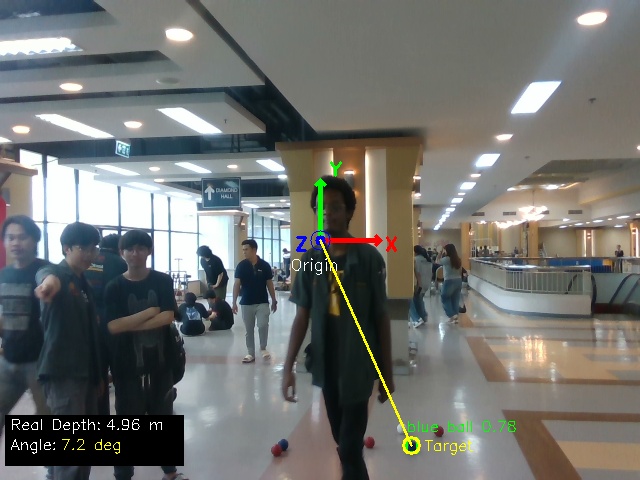 DIAMOND
HALL
Y
Z
X
Origin
blue ball 0.78
Target
Real Depth: 4.96 m
Angle: 7.2 deg